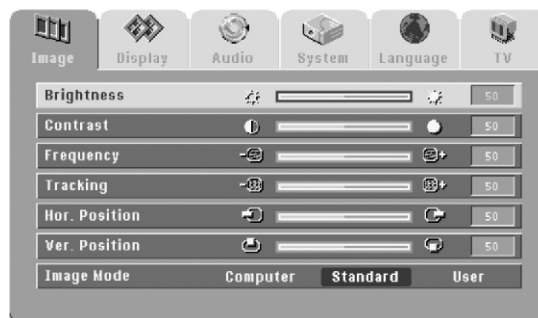 Image Display Audio System Language TV
Brightness 50
Contrast 50
Frequency 50
Tracking 50
Hor. Position 50
Ver. Position 50
Image Mode Computer Standard User